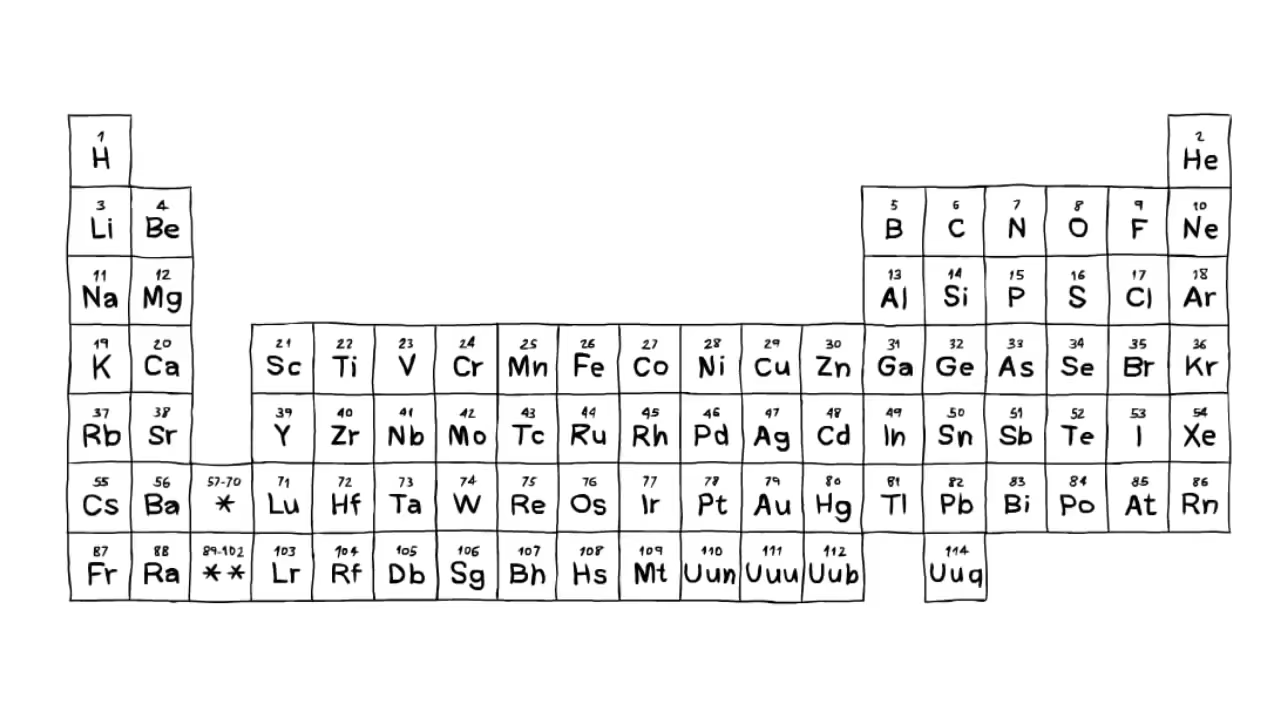 1 2
H He
3 4 5 6 7 8 9 10
Li Be B C N O F Ne
11 12 13 14 15 16 17 18
Na Mg Al Si P S Cl Ar
19 20 21 22 23 24 25 26 27 28 29 30 31 32 33 34 35 36
K Ca Sc Ti V Cr Mn Fe Co Ni Cu Zn Ga Ge As Se Br Kr
37 38 39 40 41 42 43 44 45 46 47 48 49 50 51 52 53 54
Rb Sr Y Zr Nb Mo Tc Ru Rh Pd Ag Cd In Sn Sb Te I Xe
55 56 57-70 71 72 73 74 75 76 77 78 79 80 81 82 83 84 85 86
Cs Ba * Lu Hf Ta W Re Os Ir Pt Au Hg Tl Pb Bi Po At Rn
87 88 89-102 103 104 105 106 107 108 109 110 111 112 114
Fr Ra ** Lr Rf Db Sg Bh Hs Mt Uun Uuu Uub Uuq